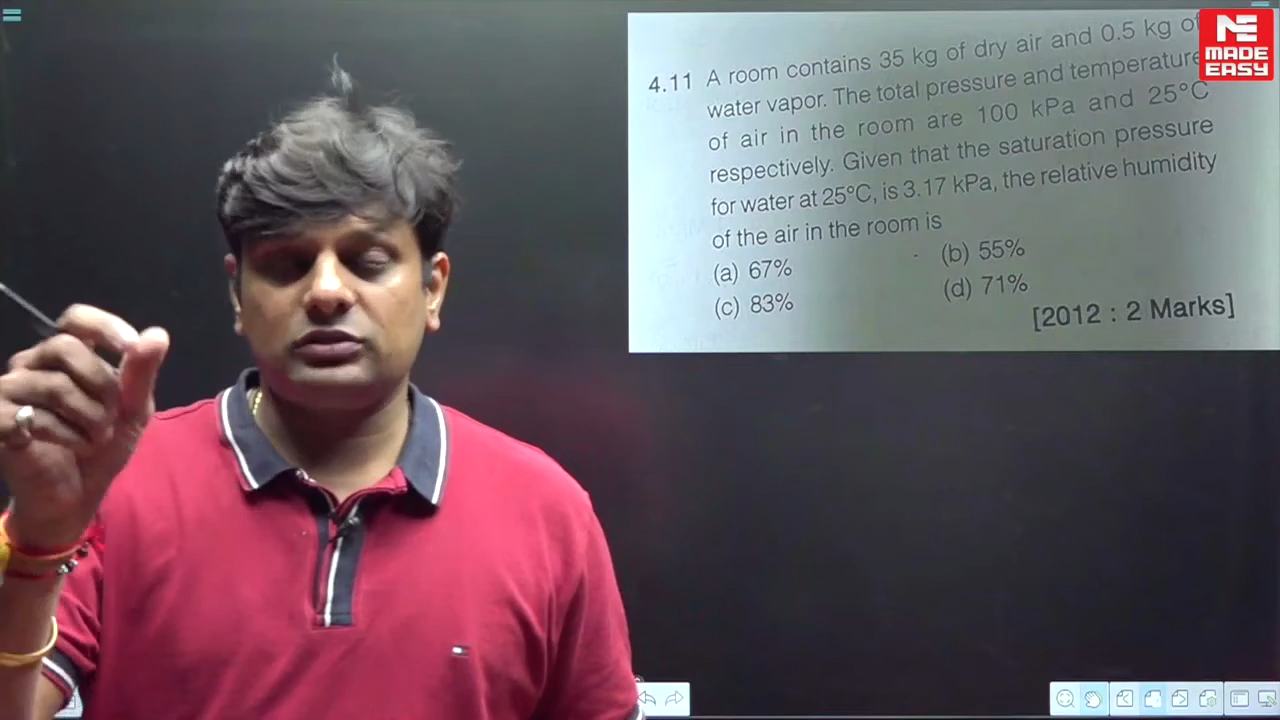 4.11 A room contains 35 kg of dry air and 0.5 kg of
water vapor. The total pressure and temperature
of air in the room are 100 kPa and 25°C
respectively. Given that the saturation pressure
for water at 25°C, is 3.17 kPa, the relative humidity
of the air in the room is
(a) 67% (b) 55%
(c) 83% (d) 71%
[2012 : 2 Marks]
ME
MADE
EASY